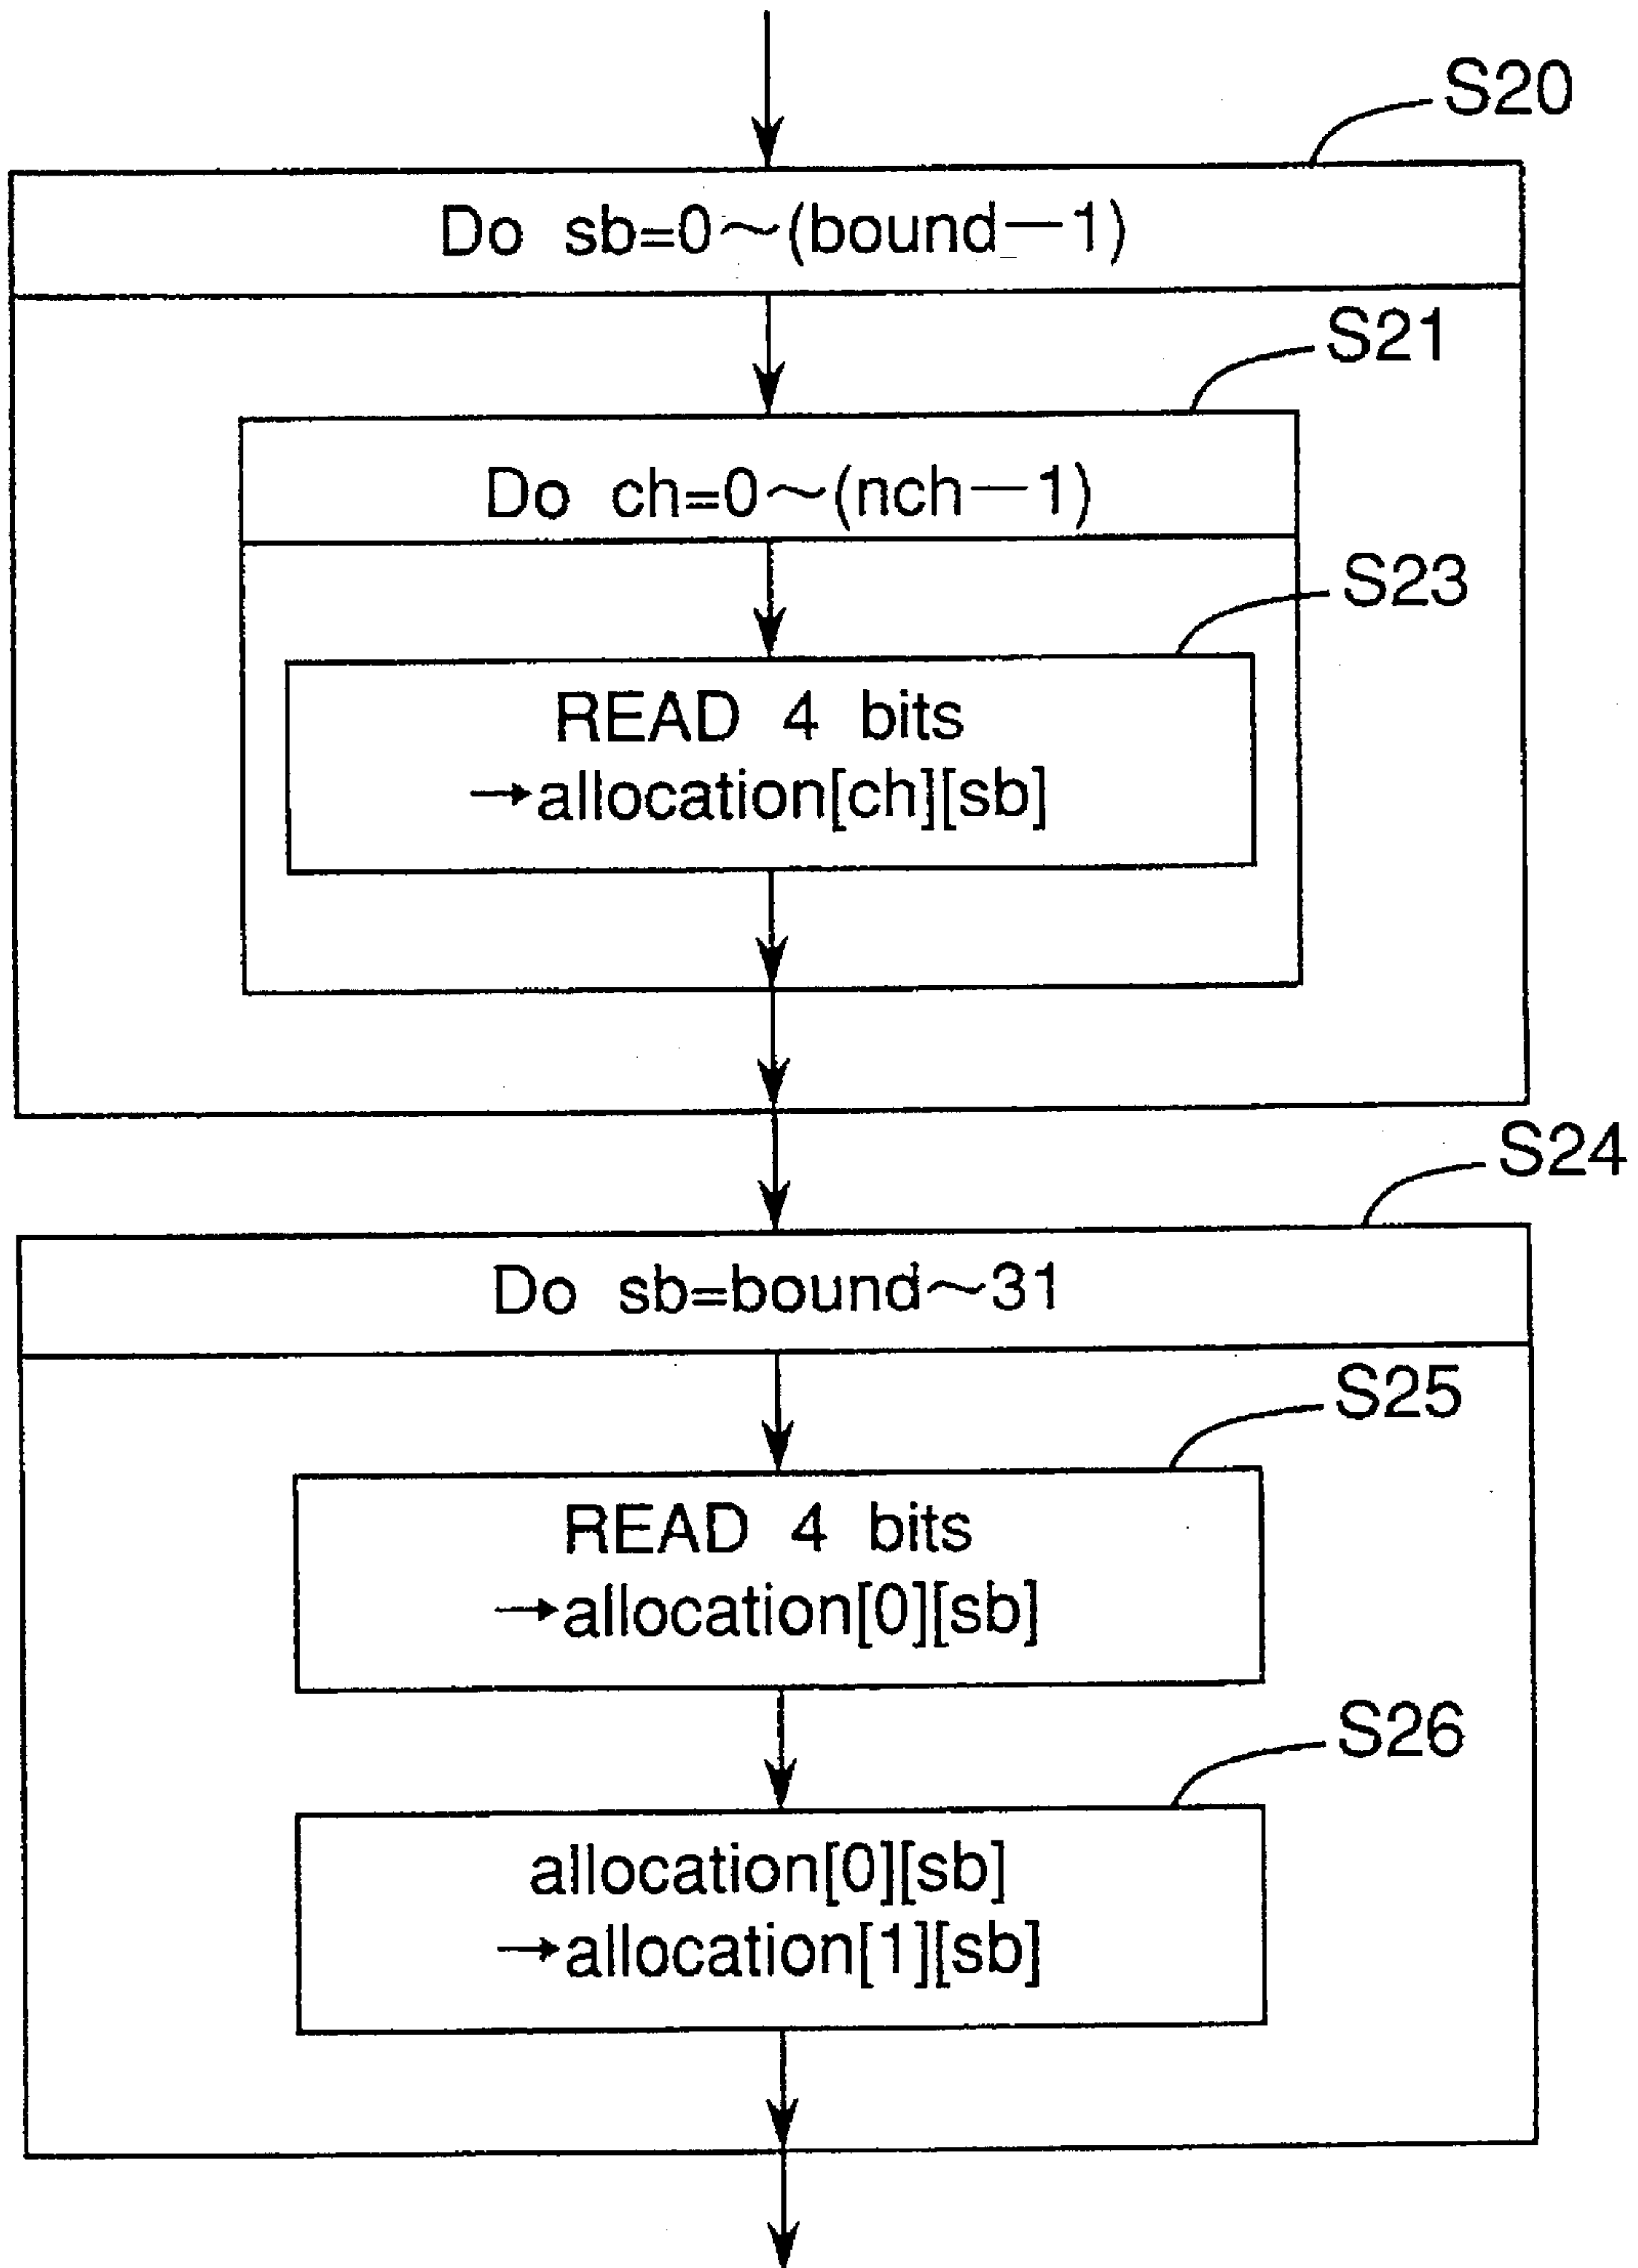 S20
Do sb=0～(bound－1)
S21
Do ch=0～(nch－1)
S23
READ 4 bits
→allocation[ch][sb]
S24
Do sb=bound～31
S25
READ 4 bits
→allocation[0][sb]
S26
allocation[0][sb]
→allocation[1][sb]